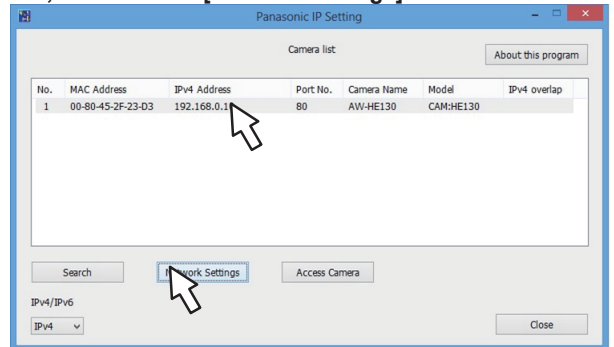 Panasonic IP Setting
Camera list
About this program
No. MAC Address IPv4 Address Port No. Camera Name Model IPv4 overlap
1 00-80-45-2F-23-D3 80 AW-HE130 CAM:HE130
Search Network Settings Access Camera
IPv4/IPv6
IPv4 Close